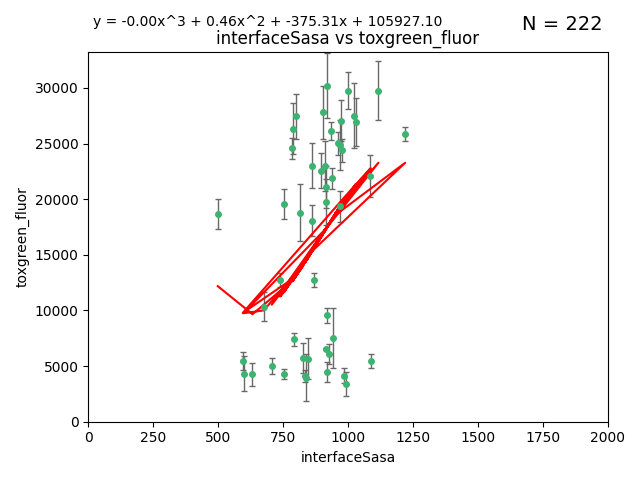 y = -0.00x^3 + 0.46x^2 + -375.31x + 105927.10
N = 222
interfaceSasa vs toxgreen_fluor
30000
25000
20000
15000
10000
5000
0
toxgreen_fluor
0 250 500 750 1000 1250 1500 1750 2000
interfaceSasa